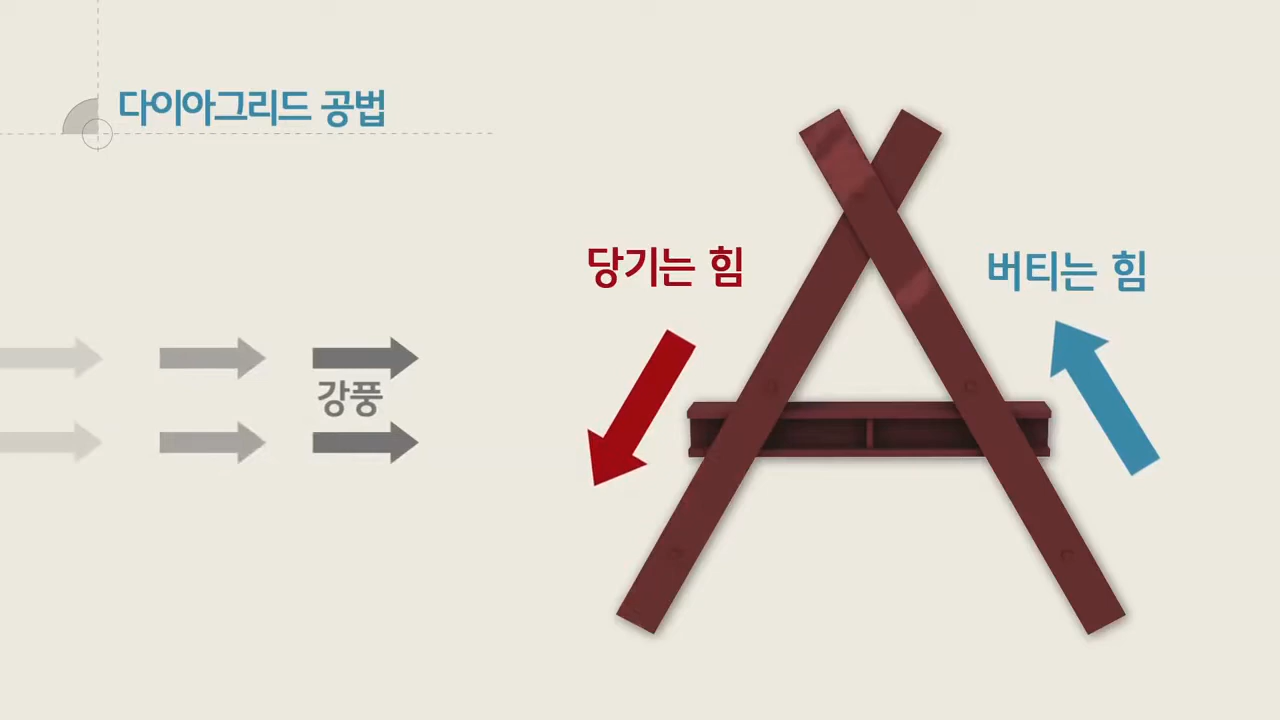 다이아그리드 공법
당기는 힘
버티는 힘
강풍